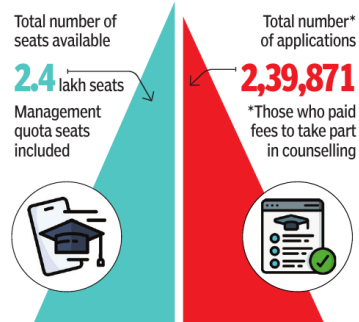 Total number of
seats available
2.4 lakh seats
Management
quota seats
included
Total number*
of applications
2,39,871
*Those who paid
fees to take part
in counselling